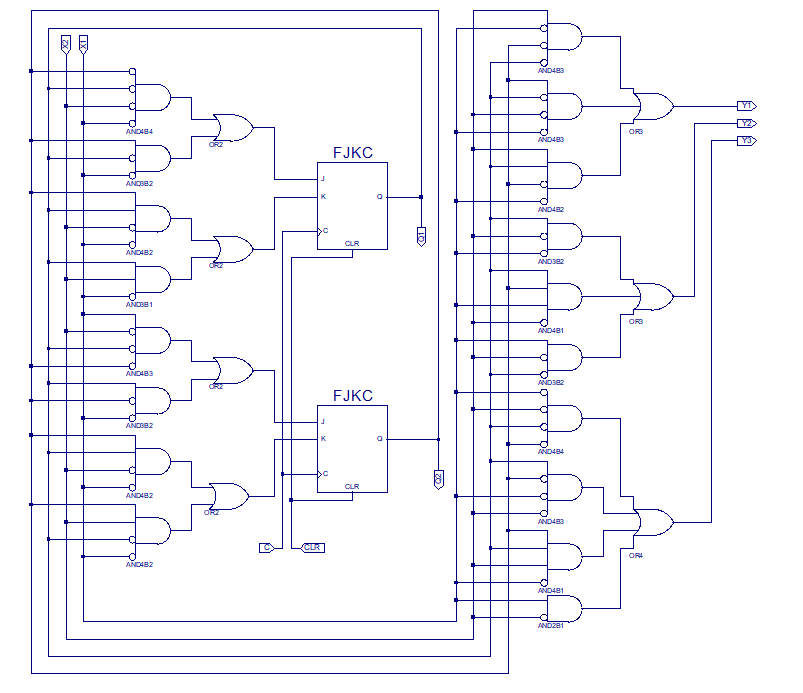 X2
X1
AND4B4
AND3B2
OR2
AND4B2
AND3B1
OR2
AND4B3
AND3B2
OR2
AND4B2
AND4B2
OR2
FJKC
J
K
C
Q
CLR
Q1
FJKC
J
K
C
Q
CLR
Q2
C
CLR
AND4B3
AND4B3
AND4B2
OR3
AND3B2
AND4B1
AND3B2
OR3
AND4B4
AND4B3
AND4B1
AND2B1
OR4
Y1
Y2
Y3